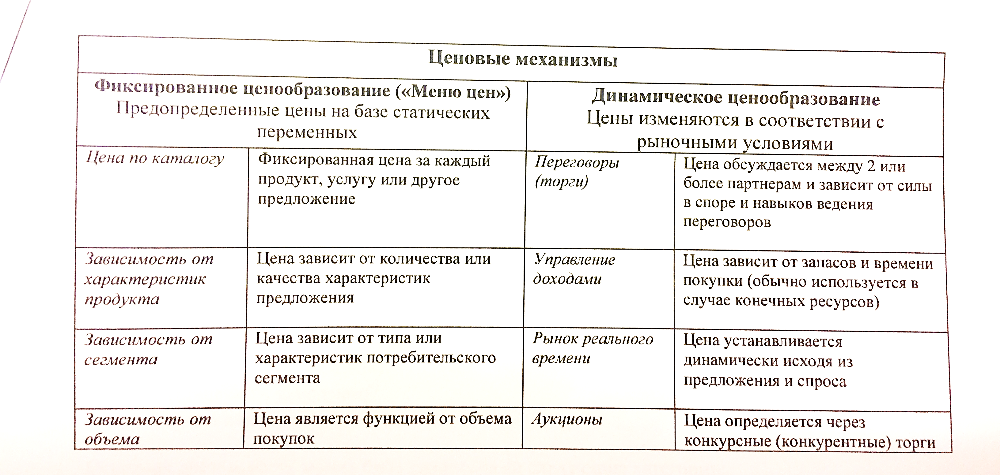 Ценовые механизмы
Фиксированное ценообразование («Меню цен»)
Предопределенные цены на базе статических
переменных
Динамическое ценообразование
Цены изменяются в соответствии с
рыночными условиями
Цена по каталогу
Фиксированная цена за каждый
продукт, услугу или другое
предложение
Переговоры
(торги)
Цена обсуждается между 2 или
более партнерам и зависит от силы
в споре и навыков ведения
переговоров
Зависимость от
характеристик
продукта
Цена зависит от количества или
качества характеристик
предложения
Управление
доходами
Цена зависит от запасов и времени
покупки (обычно используется в
случае конечных ресурсов)
Зависимость от
сегмента
Цена зависит от типа или
характеристик потребительского
сегмента
Рынок реального
времени
Цена устанавливается
динамически исходя из
предложения и спроса
Зависимость от
объема
Цена является функцией от объема
покупок
Аукционы
Цена определяется через
конкурсные (конкурентные) торги